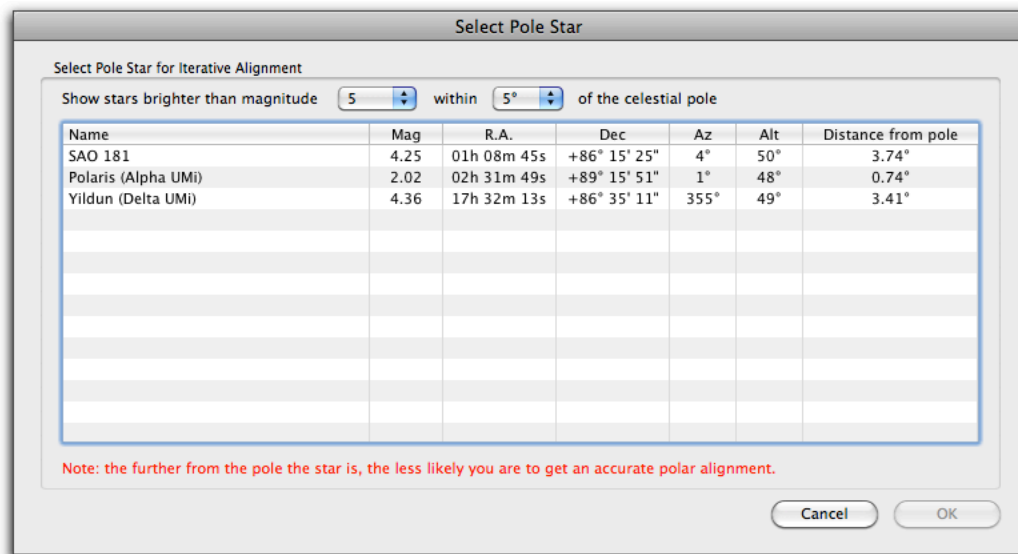 Select Pole Star
Select Pole Star for Iterative Alignment
Show stars brighter than magnitude 5 within 5° of the celestial pole
Name Mag R.A. Dec Az Alt Distance from pole
SAO 181 4.25 01h 08m 45s +86° 15' 25" 4° 50° 3.74°
Polaris (Alpha UMi) 2.02 02h 31m 49s +89° 15' 51" 1° 48° 0.74°
Yildun (Delta UMi) 4.36 17h 32m 13s +86° 35' 11" 355° 49° 3.41°
Note: the further from the pole the star is, the less likely you are to get an accurate polar alignment.
Cancel OK